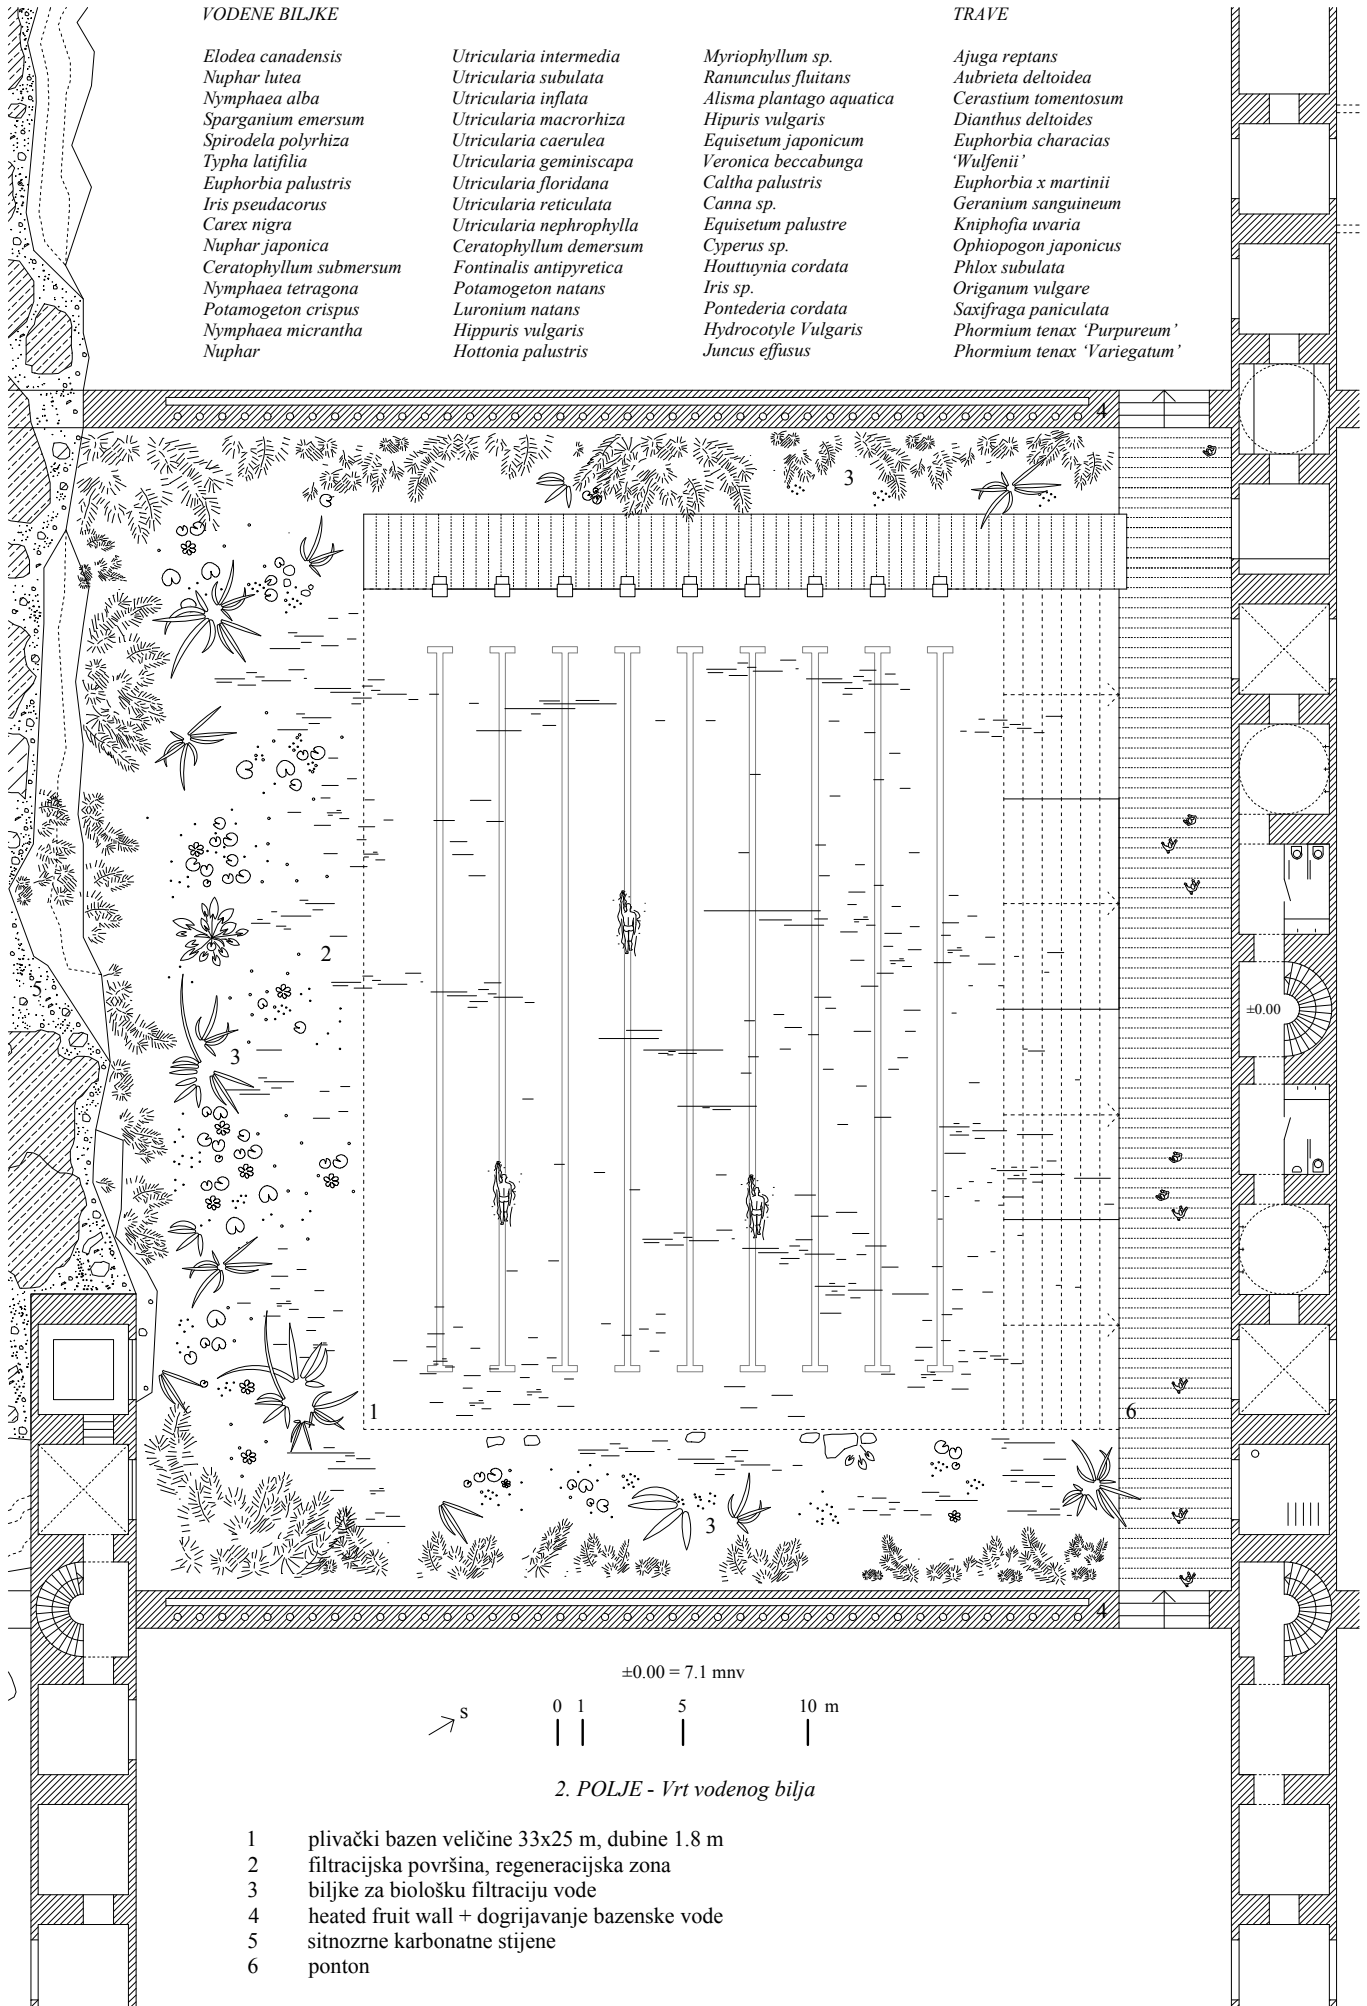 VODENE BILJKE
Elodea canadensis
Nuphar lutea
Nymphaea alba
Sparganium emersum
Spirodela polyrhiza
Typha latifilia
Euphorbia palustris
Iris pseudacorus
Carex nigra
Nuphar japonica
Ceratophyllum submersum
Nymphaea tetragona
Potamogeton crispus
Nymphaea micrantha
Nuphar
Utricularia intermedia
Utricularia subulata
Utricularia inflata
Utricularia macrorhiza
Utricularia caerulea
Utricularia geminiscapa
Utricularia floridana
Utricularia reticulata
Utricularia nephrophylla
Ceratophyllum demersum
Fontinalis antipyretica
Potamogeton natans
Luronium natans
Hippuris vulgaris
Hottonia palustris
Myriophyllum sp.
Ranunculus fluitans
Alisma plantago aquatica
Hipuris vulgaris
Equisetum japonicum
Veronica beccabunga
Caltha palustris
Canna sp.
Equisetum palustre
Cyperus sp.
Houttuynia cordata
Iris sp.
Pontederia cordata
Hydrocotyle Vulgaris
Juncus effusus
TRAVE
Ajuga reptans
Aubrieta deltoidea
Cerastium tomentosum
Dianthus deltoides
Euphorbia characias
‘Wulfenii’
Euphorbia x martinii
Geranium sanguineum
Kniphofia uvaria
Ophiopogon japonicus
Phlox subulata
Origanum vulgare
Saxifraga paniculata
Phormium tenax ‘Purpureum’
Phormium tenax ‘Variegatum’
4
3
2
5
±0.00
3
1
6
3
4
±0.00 = 7.1 mnv
s
0 1 5 10 m
2. POLJE - Vrt vodenog bilja
1 plivački bazen veličine 33x25 m, dubine 1.8 m
2 filtracijska površina, regeneracijska zona
3 biljke za biološku filtraciju vode
4 heated fruit wall + dogrijavanje bazenske vode
5 sitnozrne karbonatne stijene
6 ponton